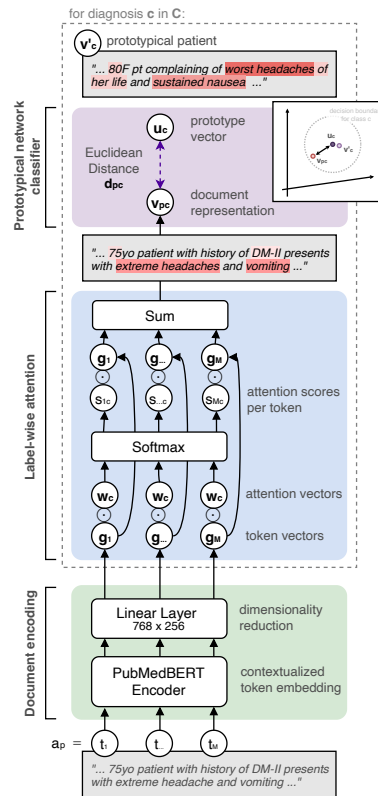 for diagnosis c in C:
v'c prototypical patient
"... 80F pt complaining of worst headaches of
her life and sustained nausea ..."
Prototypical network
classifier
uc
prototype
vector
Euclidean
Distance
dpc
vpc
document
representation
decision boundary
for class c
uc
v'c
vpc
"... 75yo patient with history of DM-II presents
with extreme headaches and vomiting ..."
Label-wise attention
Sum
g1 g... gM
· · ·
s1c s...c sMc
attention scores
per token
Softmax
wc wc wc
attention vectors
· · ·
g1 g... gM
token vectors
Document encoding
Linear Layer
768 x 256
dimensionality
reduction
PubMedBERT
Encoder
contextualized
token embedding
ap = t1 t... tM
"... 75yo patient with history of DM-II presents
with extreme headache and vomiting ..."